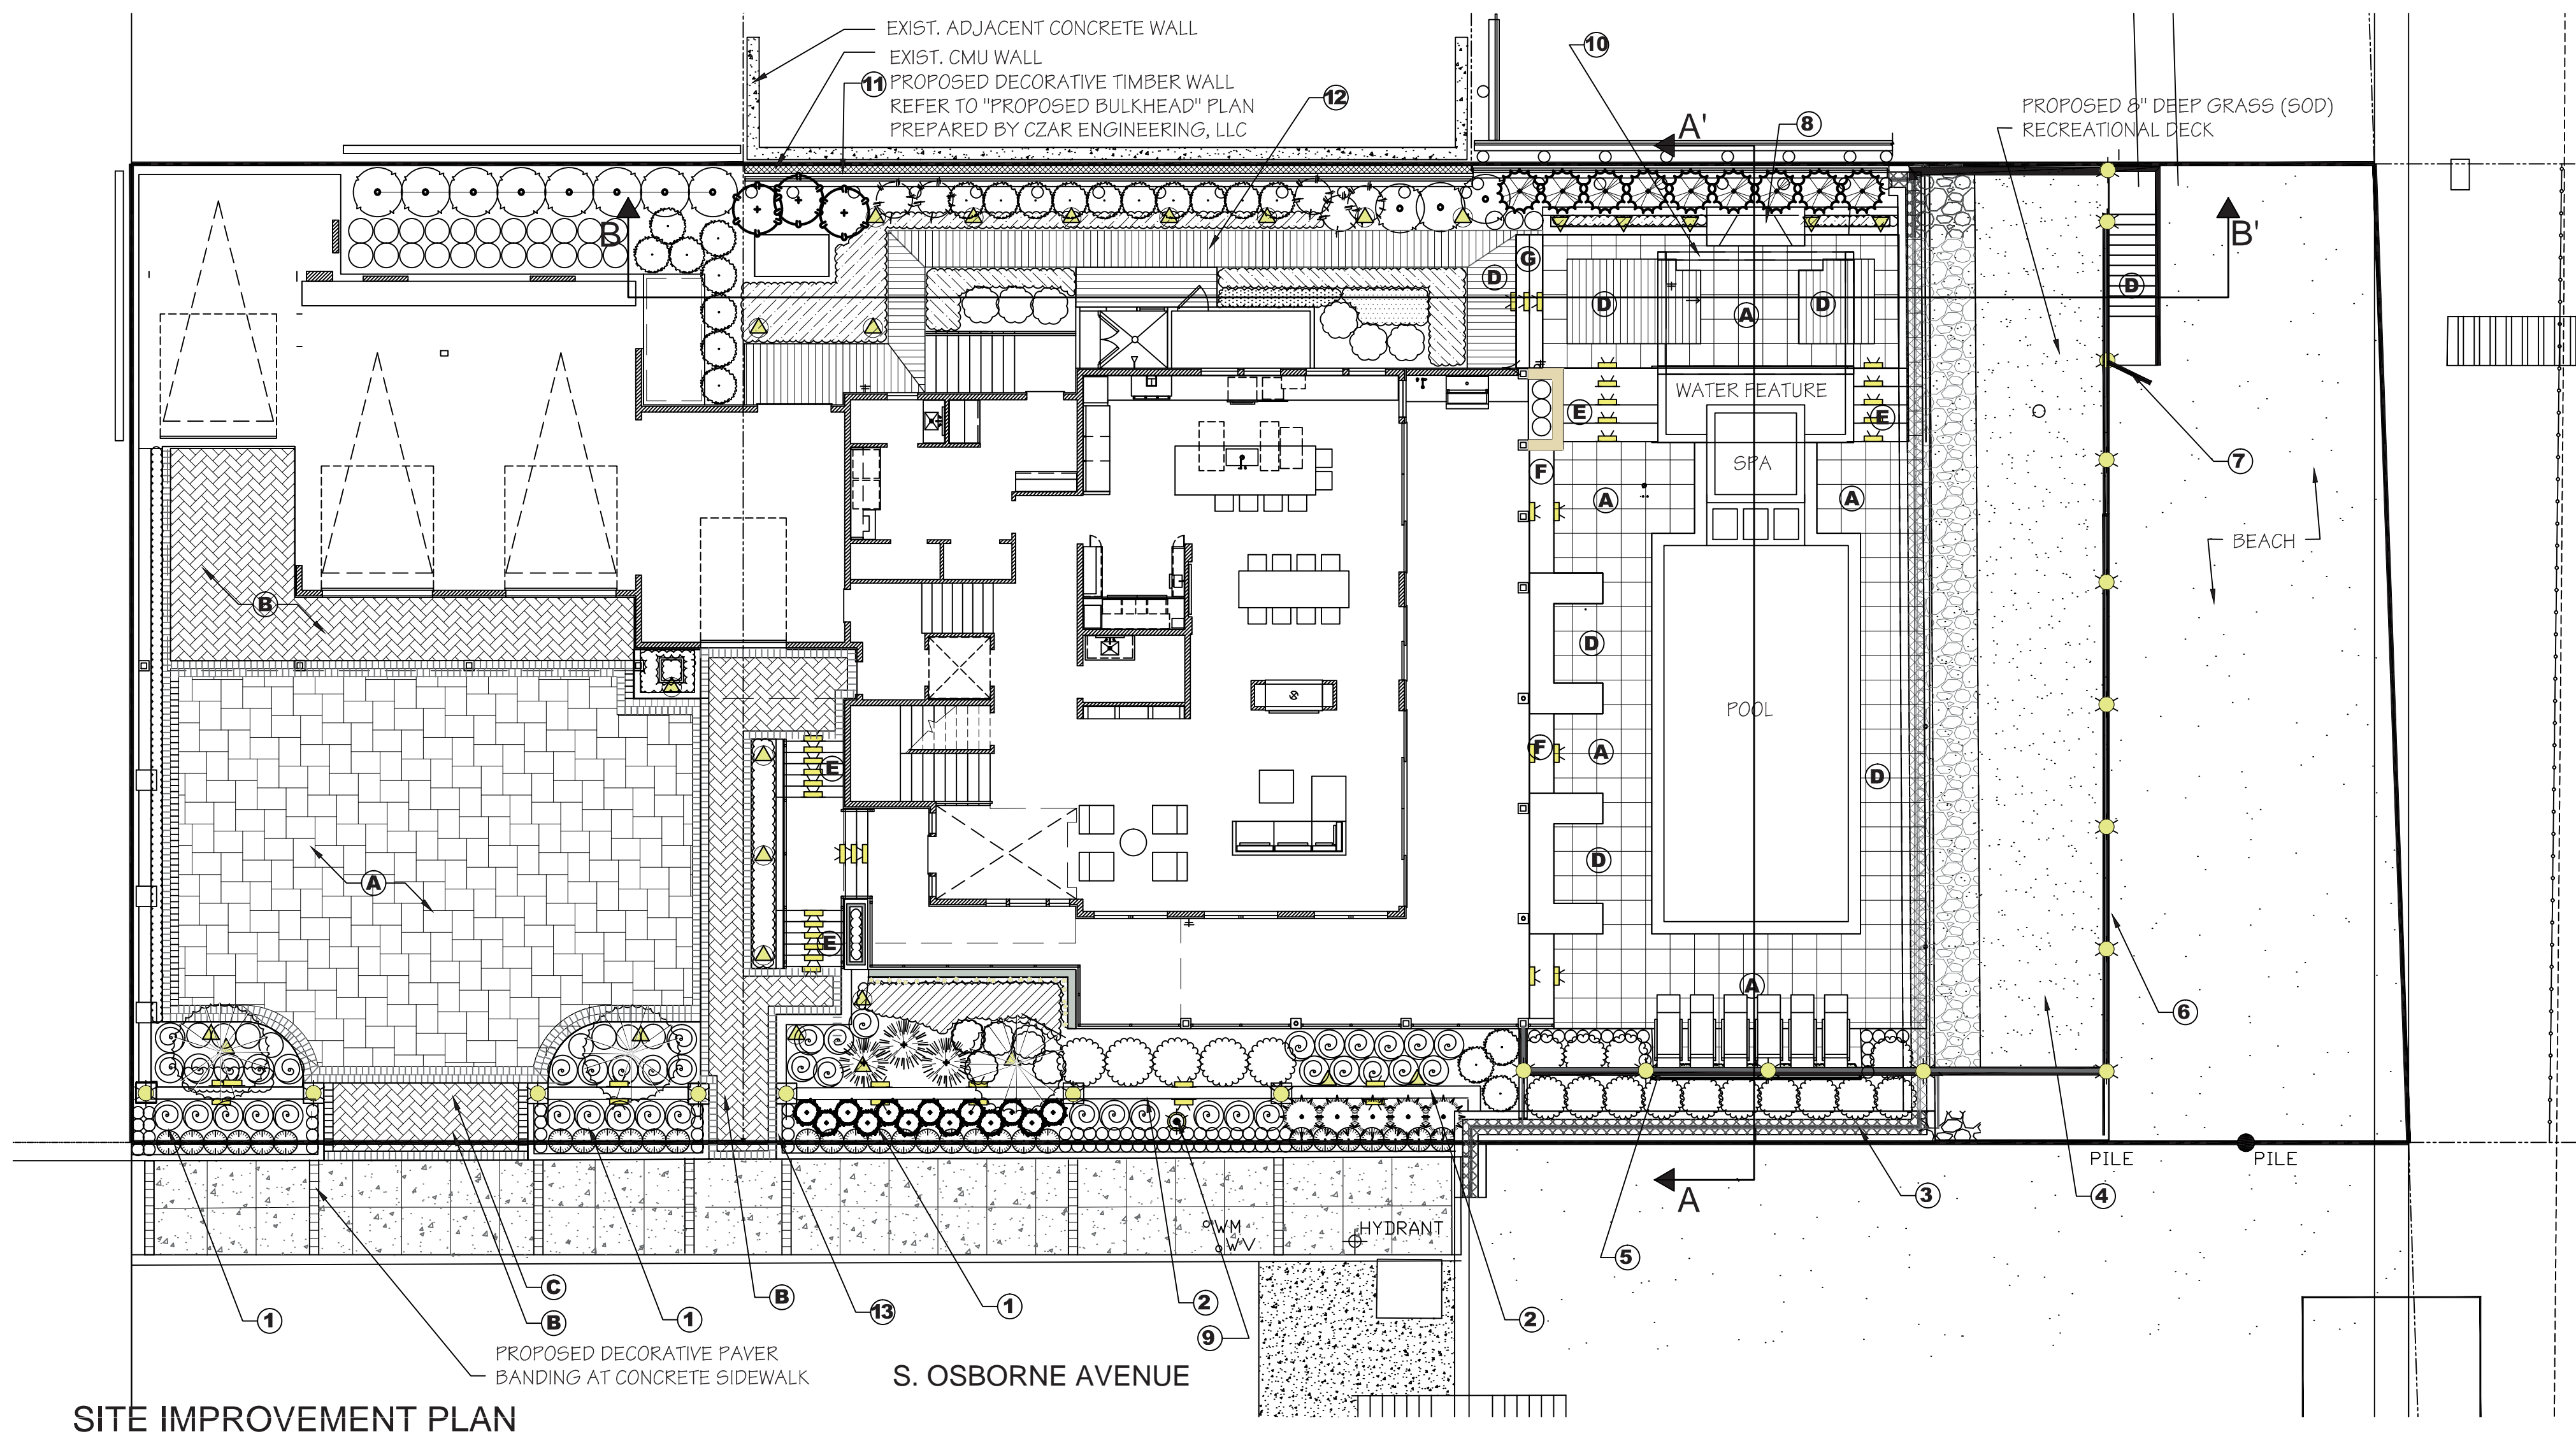 EXIST. ADJACENT CONCRETE WALL
EXIST. CMU WALL
11 PROPOSED DECORATIVE TIMBER WALL
REFER TO "PROPOSED BULKHEAD" PLAN
PREPARED BY CZAR ENGINEERING, LLC
12
10
A'
8
PROPOSED 8" DEEP GRASS (SOD)
RECREATIONAL DECK
B
B'
D
G
D
A
D
D
E
WATER FEATURE
E
SPA
F
A
A
7
BEACH
B
D
POOL
F
A
D
E
D
A
E
A
6
PILE
PILE
A
3
4
WM
WV
HYDRANT
5
C
B
B
1
1
13
1
2
9
2
PROPOSED DECORATIVE PAVER
BANDING AT CONCRETE SIDEWALK
S. OSBORNE AVENUE
SITE IMPROVEMENT PLAN